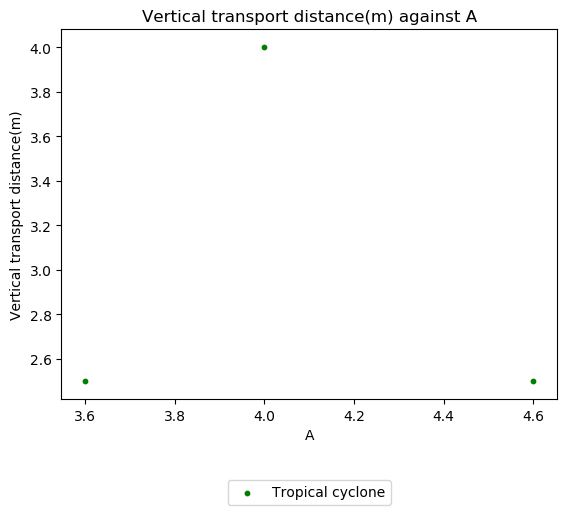 Vertical transport distance(m) against A
4.0
3.8
3.6
3.4
3.2
3.0
2.8
2.6
Vertical transport distance(m)
3.6 3.8 4.0 4.2 4.4 4.6
A
Tropical cyclone